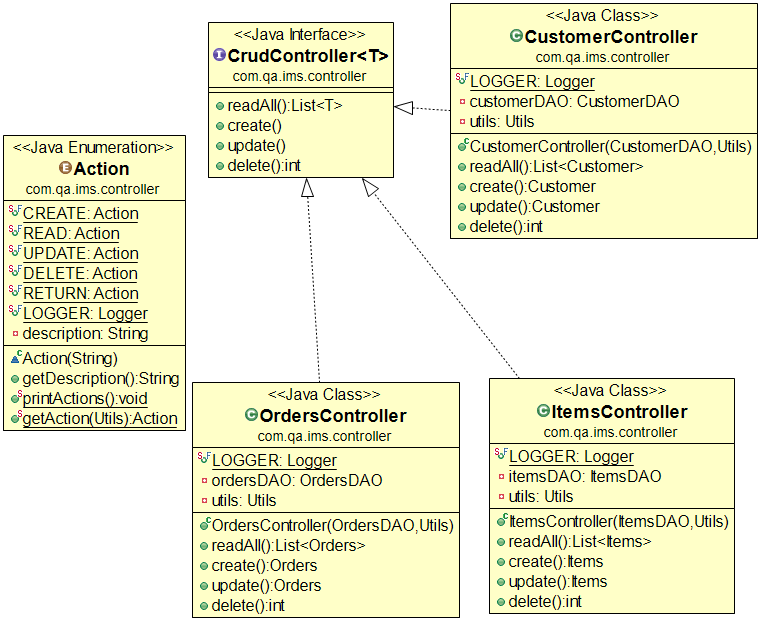 <<Java Interface>>
CrudController<T>
com.qa.ims.controller
readAll():List<T>
create()
update()
delete():int
<<Java Class>>
CustomerController
com.qa.ims.controller
LOGGER: Logger
customerDAO: CustomerDAO
utils: Utils
CustomerController(CustomerDAO,Utils)
readAll():List<Customer>
create():Customer
update():Customer
delete():int
<<Java Enumeration>>
Action
com.qa.ims.controller
CREATE: Action
READ: Action
UPDATE: Action
DELETE: Action
RETURN: Action
LOGGER: Logger
description: String
Action(String)
getDescription():String
printActions():void
getAction(Utils):Action
<<Java Class>>
OrdersController
com.qa.ims.controller
LOGGER: Logger
ordersDAO: OrdersDAO
utils: Utils
OrdersController(OrdersDAO,Utils)
readAll():List<Orders>
create():Orders
update():Orders
delete():int
<<Java Class>>
ItemsController
com.qa.ims.controller
LOGGER: Logger
itemsDAO: ItemsDAO
utils: Utils
ItemsController(ItemsDAO,Utils)
readAll():List<Items>
create():Items
update():Items
delete():int